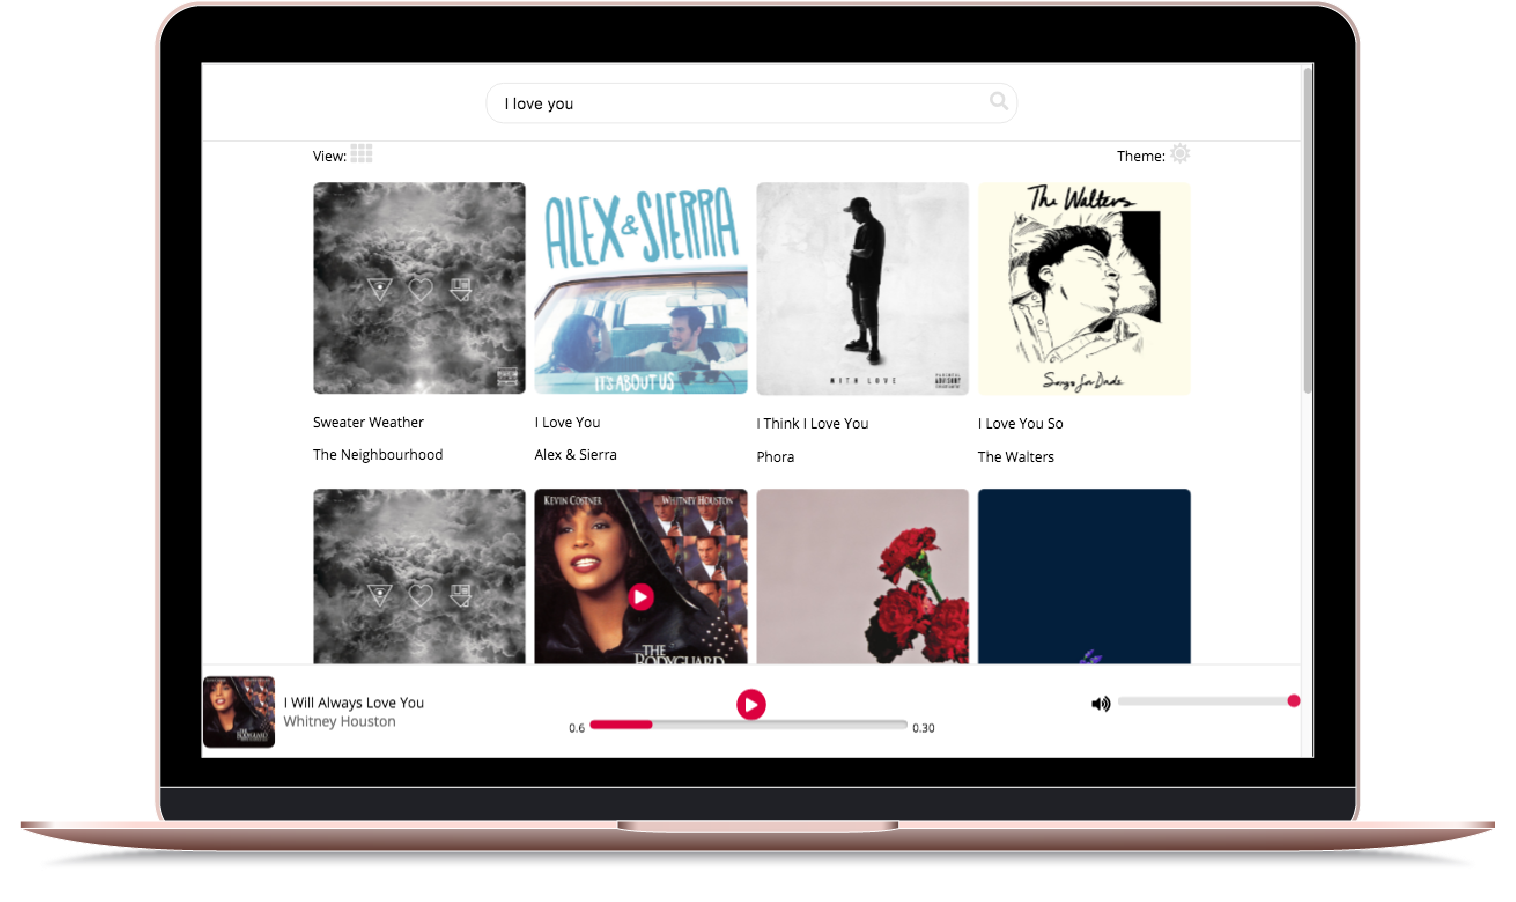 I love you
View:
Theme:
ALEX & SIERRA
IT'S ABOUT US
WITH LOVE
The Walters
Songs for Dads
Sweater Weather
I Love You
I Think I Love You
I Love You So
The Neighbourhood
Alex & Sierra
Phora
The Walters
KEVIN COSTNER
WHITNEY HOUSTON
THE
BODYGUARD
I Will Always Love You
Whitney Houston
0.6
0.30
THE
BODYGUARD